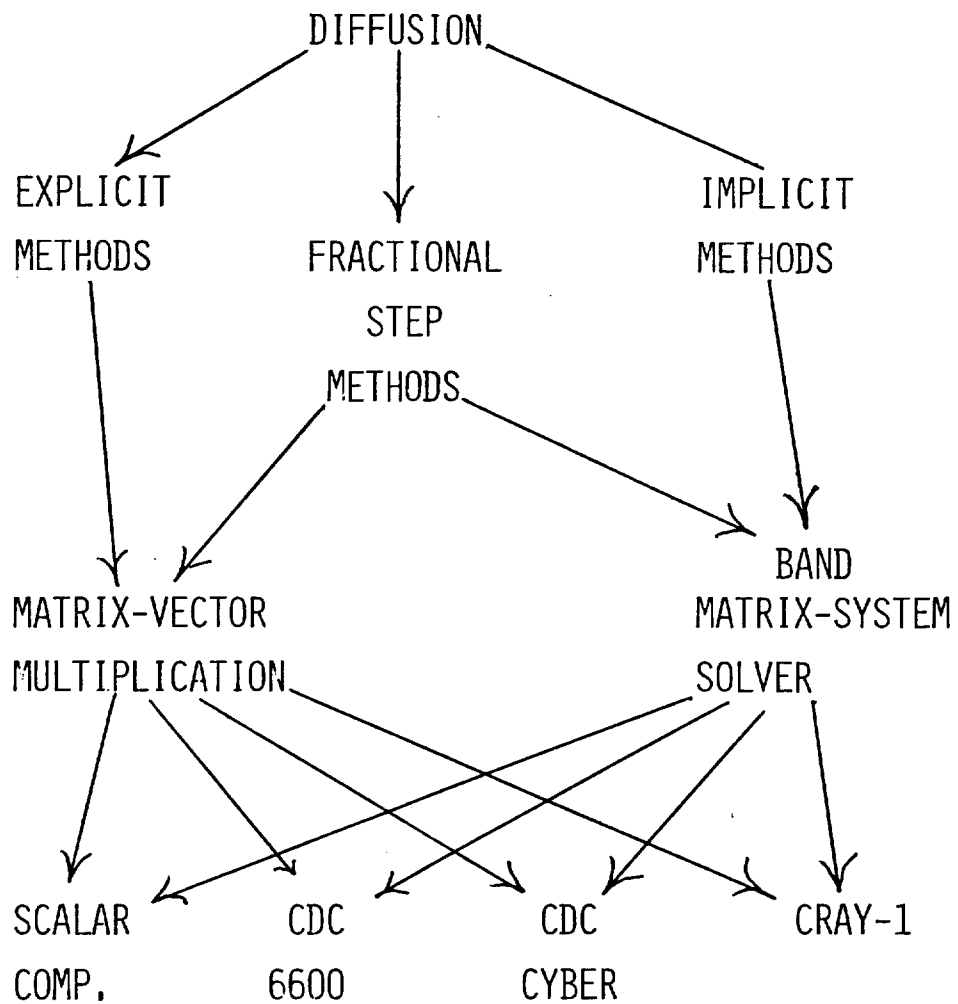 DIFFUSION
EXPLICIT
METHODS
FRACTIONAL
STEP
METHODS
IMPLICIT
METHODS
MATRIX-VECTOR
MULTIPLICATION
BAND
MATRIX-SYSTEM
SOLVER
SCALAR
COMP.
CDC
6600
CDC
CYBER
CRAY-1